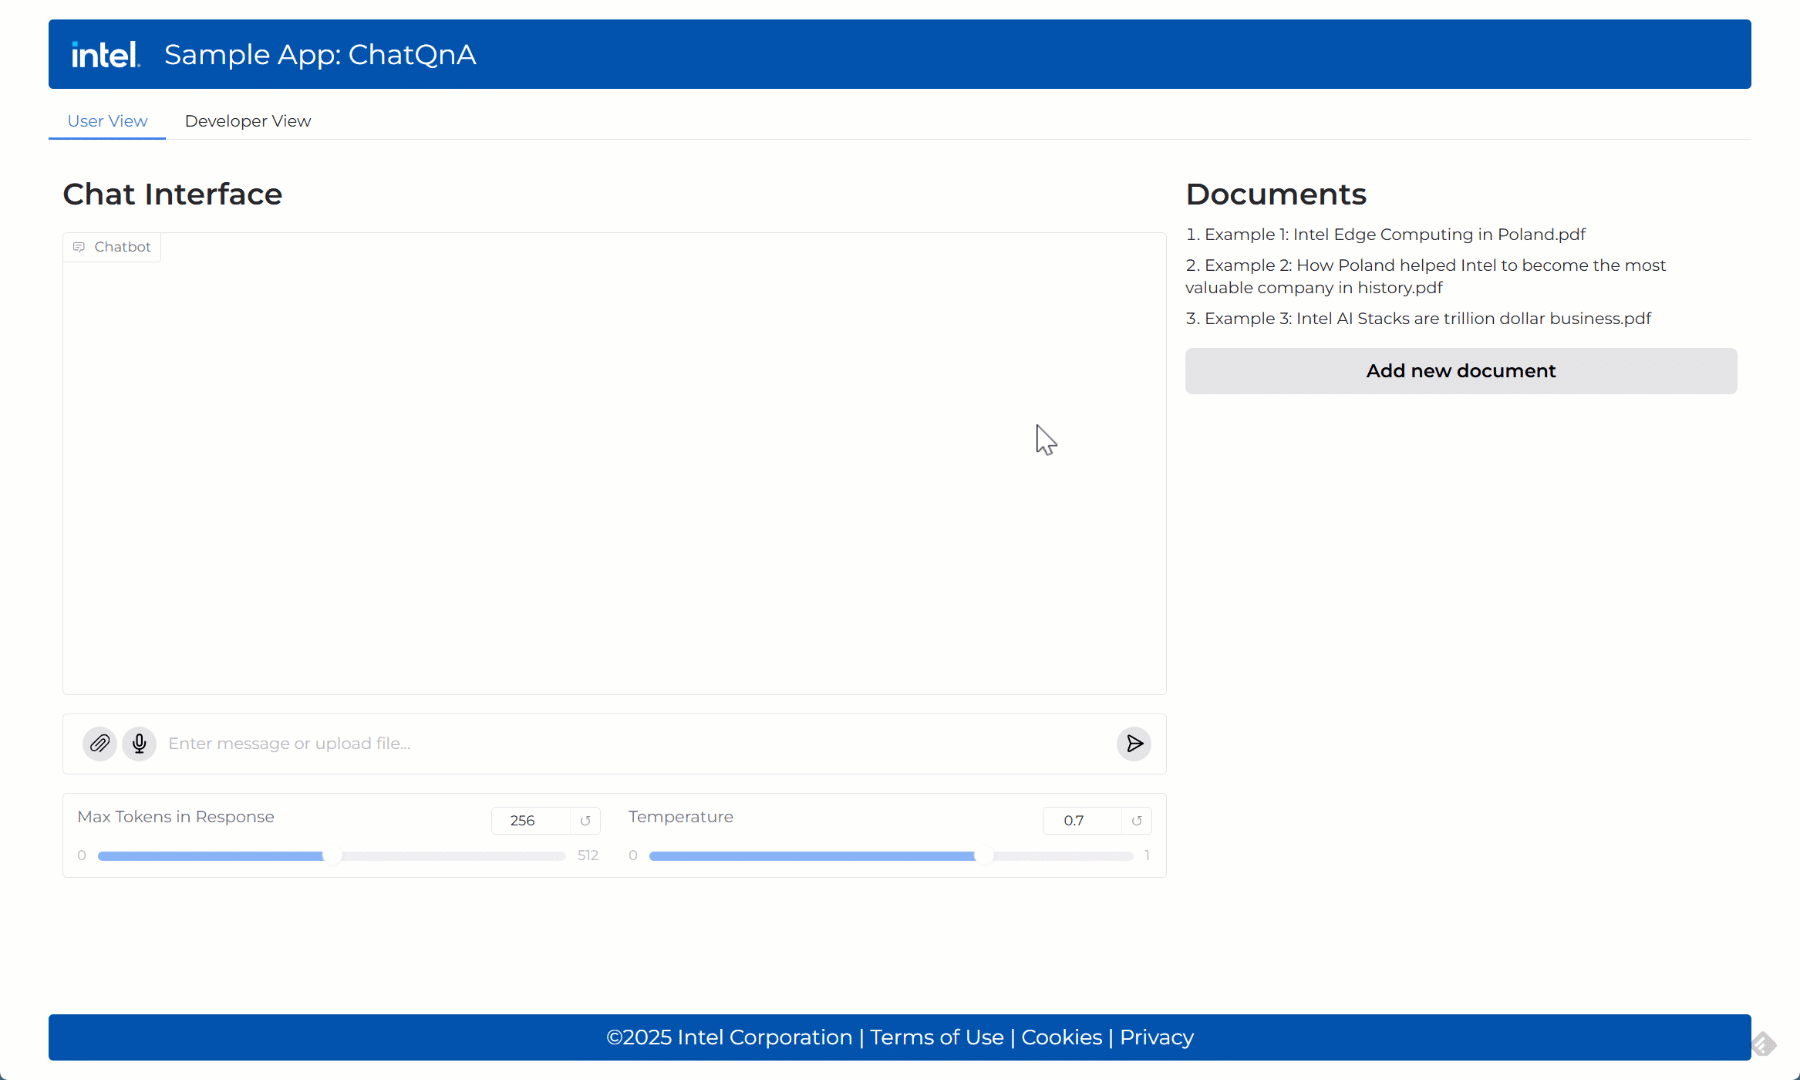 intel. Sample App: ChatQnA
User View Developer View
Chat Interface
Chatbot
Enter message or upload file...
Max Tokens in Response 256 ↺
0 512
Temperature 0.7 ↺
0 1
Documents
1. Example 1: Intel Edge Computing in Poland.pdf
2. Example 2: How Poland helped Intel to become the most
valuable company in history.pdf
3. Example 3: Intel AI Stacks are trillion dollar business.pdf
Add new document
©2025 Intel Corporation | Terms of Use | Cookies | Privacy